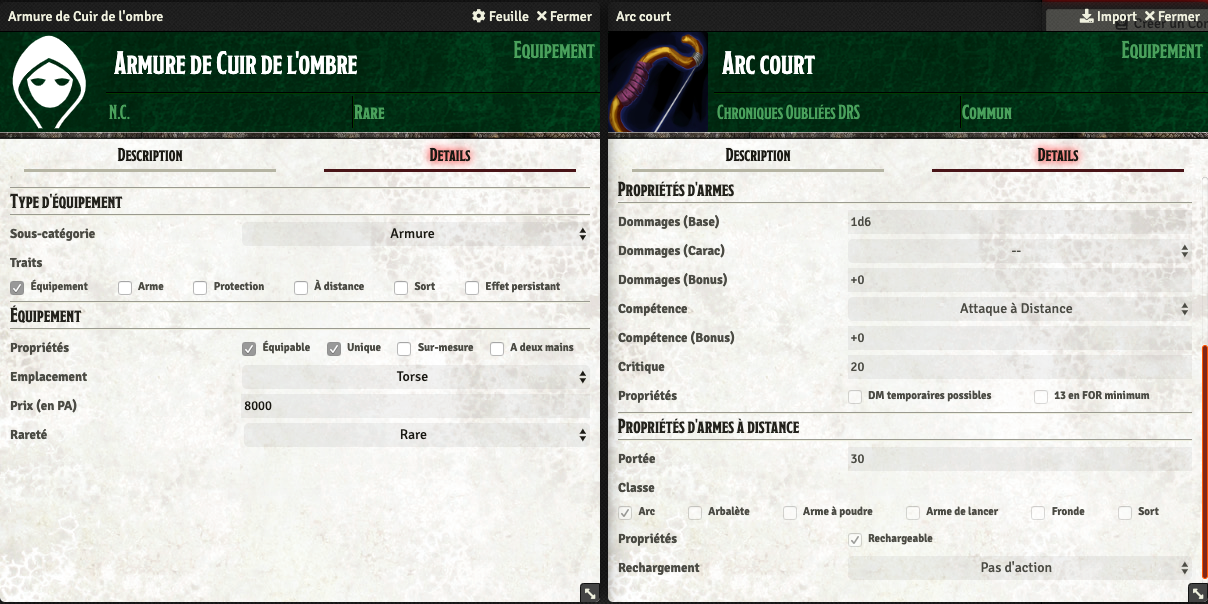 Armure de Cuir de l'ombre
Feuille
Fermer
Armure de Cuir de l'ombre
Equipement
N.C.
Rare
Description
Details
Type d'équipement
Sous-catégorie
Armure
Traits
Équipement
Arme
Protection
À distance
Sort
Effet persistant
Équipement
Propriétés
Équipable
Unique
Sur-mesure
A deux mains
Emplacement
Torse
Prix (en PA)
8000
Rareté
Rare
Arc court
Import
Fermer
Créer un Co
Arc court
Equipement
Chroniques Oubliées DRS
Commun
Description
Details
Propriétés d'armes
Dommages (Base)
1d6
Dommages (Carac)
--
Dommages (Bonus)
+0
Compétence
Attaque à Distance
Compétence (Bonus)
+0
Critique
20
Propriétés
DM temporaires possibles
13 en FOR minimum
Propriétés d'armes à distance
Portée
30
Classe
Arc
Arbalète
Arme à poudre
Arme de lancer
Fronde
Sort
Propriétés
Rechargeable
Rechargement
Pas d'action